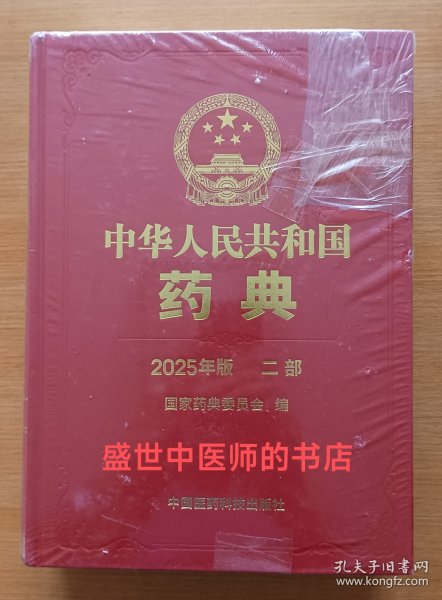 中华人民共和国
药典
2025年版 二部
国家药典委员会 编
盛世中医师的书店
中国医药科技出版社
孔夫子旧书网
www.kongfz.com